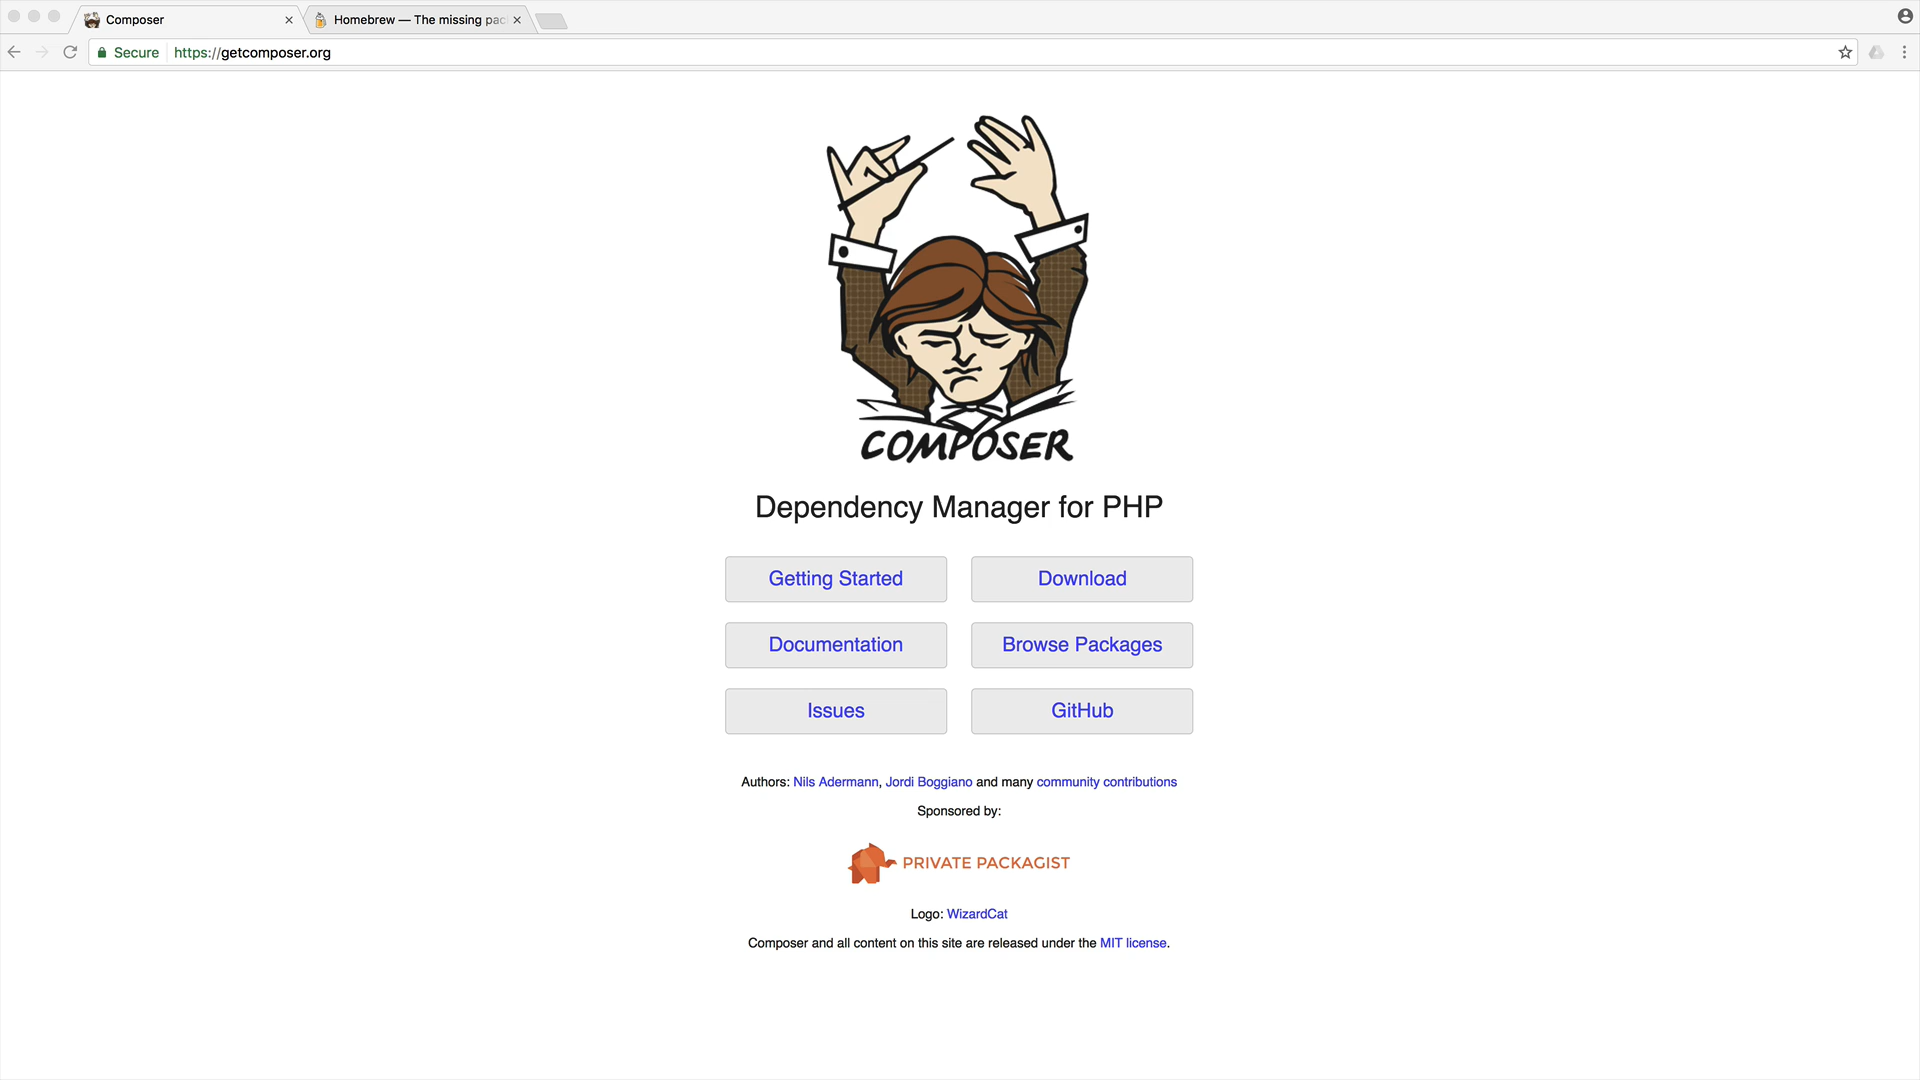 Composer
Homebrew — The missing pac
Secure
https://getcomposer.org
COMPOSER
Dependency Manager for PHP
Getting Started
Download
Documentation
Browse Packages
Issues
GitHub
Authors: Nils Adermann, Jordi Boggiano and many community contributions
Sponsored by:
PRIVATE PACKAGIST
Logo: WizardCat
Composer and all content on this site are released under the MIT license.